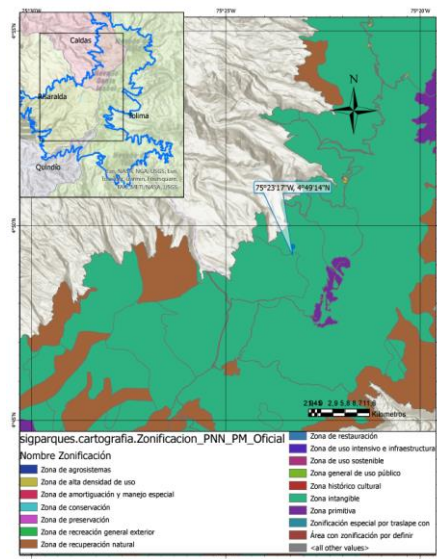 Caldas
Risaralda
Tolima
Quindio
N
75°23'17"W, 4°49'14"N
Kilometros
sigparques.cartografia.Zonificacion_PNN_PM_Oficial
Nombre Zonificación
Zona de agrosistemas
Zona de alta densidad de uso
Zona de amortiguación y manejo especial
Zona de conservación
Zona de preservación
Zona de recreación general exterior
Zona de recuperación natural
Zona de restauración
Zona de uso intensivo e infraestructura
Zona de uso sostenible
Zona general de uso público
Zona histórico cultural
Zona intangible
Zona primitiva
Zonificación especial por traslape con
Área con zonificación por definir
<all other values>